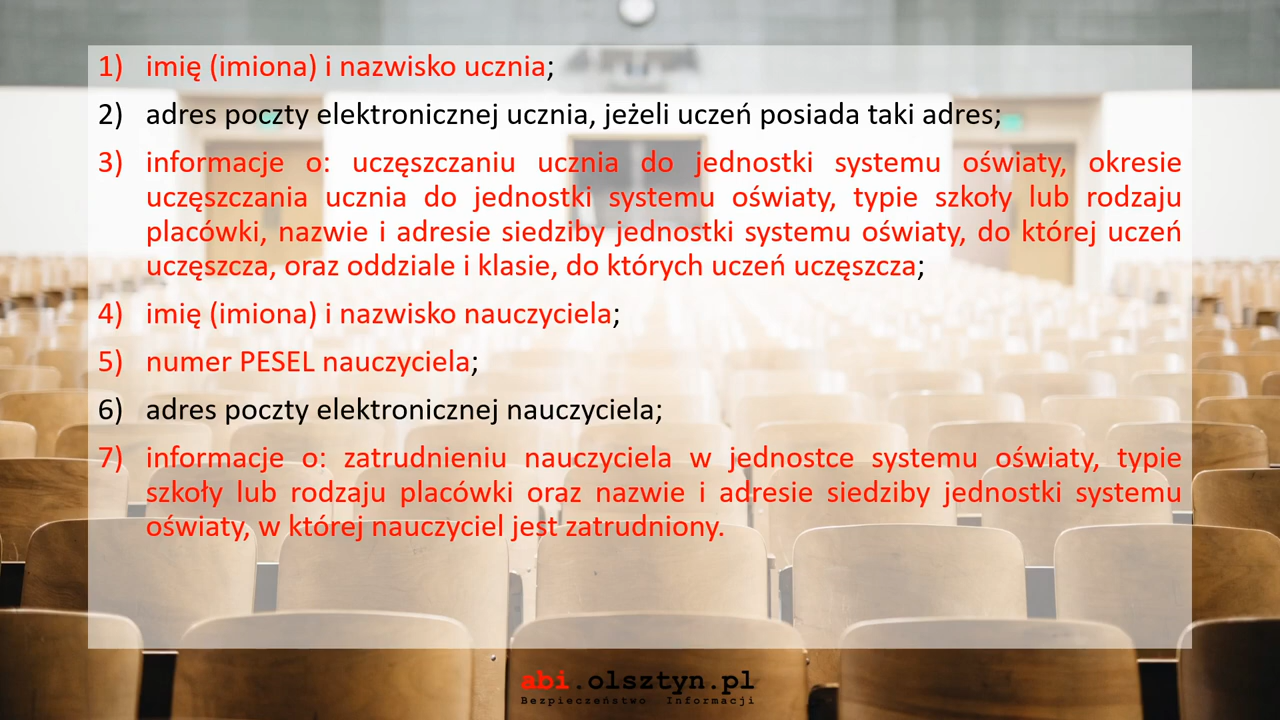 1) imię (imiona) i nazwisko ucznia;
2) adres poczty elektronicznej ucznia, jeżeli uczeń posiada taki adres;
3) informacje o: uczęszczaniu ucznia do jednostki systemu oświaty, okresie
uczęszczania ucznia do jednostki systemu oświaty, typie szkoły lub rodzaju
placówki, nazwie i adresie siedziby jednostki systemu oświaty, do której uczeń
uczęszcza, oraz oddziale i klasie, do których uczeń uczęszcza;
4) imię (imiona) i nazwisko nauczyciela;
5) numer PESEL nauczyciela;
6) adres poczty elektronicznej nauczyciela;
7) informacje o: zatrudnieniu nauczyciela w jednostce systemu oświaty, typie
szkoły lub rodzaju placówki oraz nazwie i adresie siedziby jednostki systemu
oświaty, w której nauczyciel jest zatrudniony.
abi.olsztyn.pl
Bezpieczeństwo Informacji